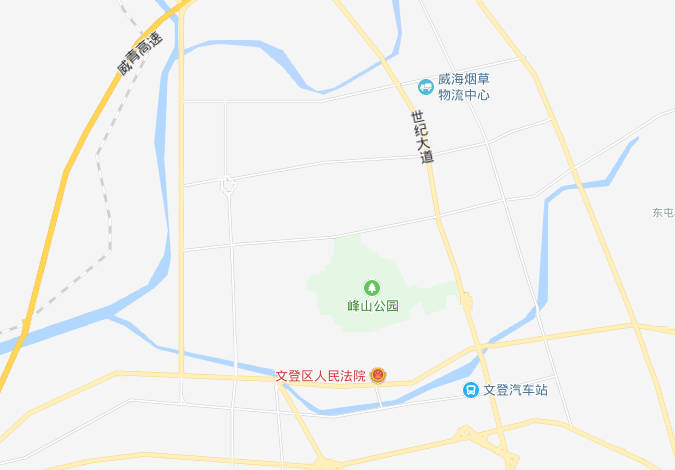 威青高速
威海烟草
物流中心
世纪大道
东屯
峰山公园
文登区人民法院
文登汽车站